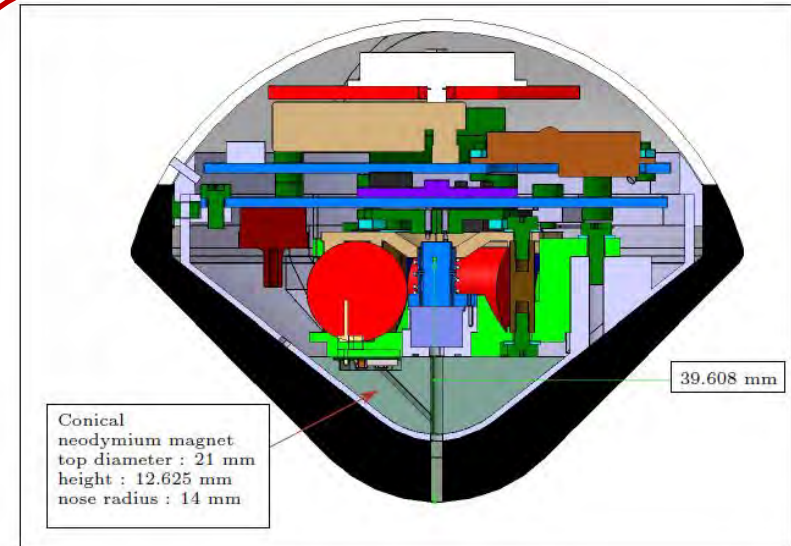 39.608 mm
Conical
neodymium magnet
top diameter : 21 mm
height : 12.625 mm
nose radius : 14 mm